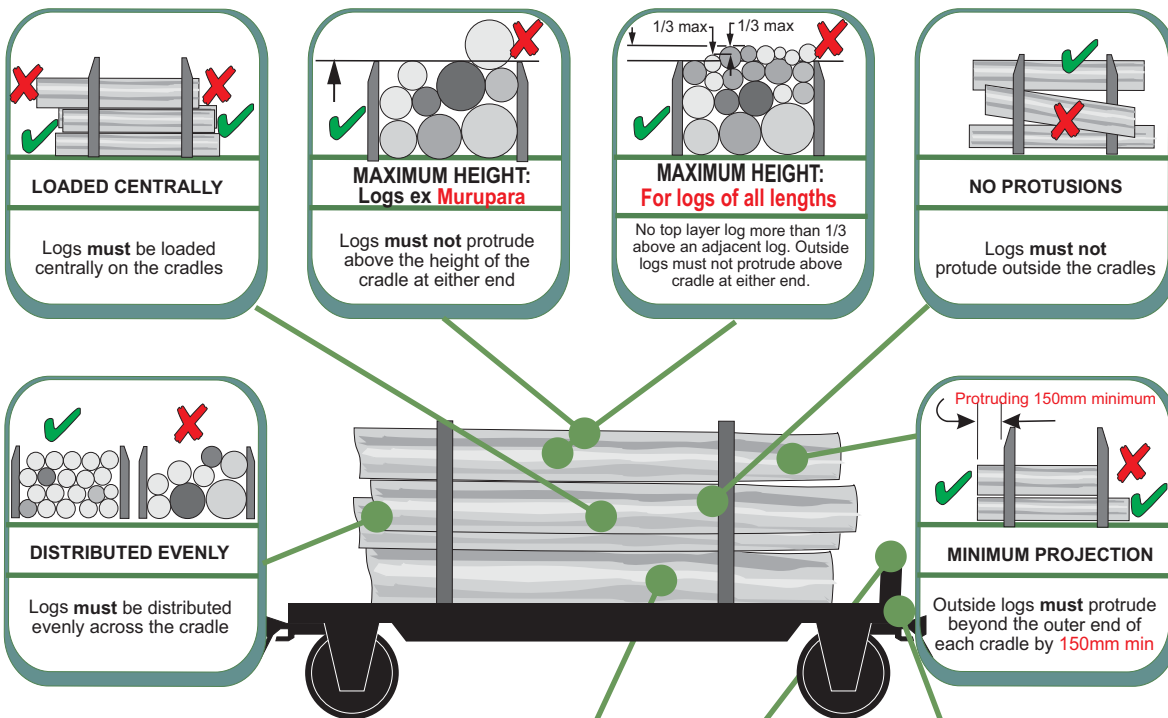 LOADED CENTRALLY
Logs must be loaded
centrally on the cradles
MAXIMUM HEIGHT:
Logs ex Murupara
Logs must not protrude
above the height of the
cradle at either end
1/3 max
1/3 max
MAXIMUM HEIGHT:
For logs of all lengths
No top layer log more than 1/3
above an adjacent log. Outside
logs must not protrude above
cradle at either end.
NO PROTUSIONS
Logs must not
protude outside the cradles
DISTRIBUTED EVENLY
Logs must be distributed
evenly across the cradle
Protruding 150mm minimum
MINIMUM PROJECTION
Outside logs must protrude
beyond the outer end of
each cradle by 150mm min